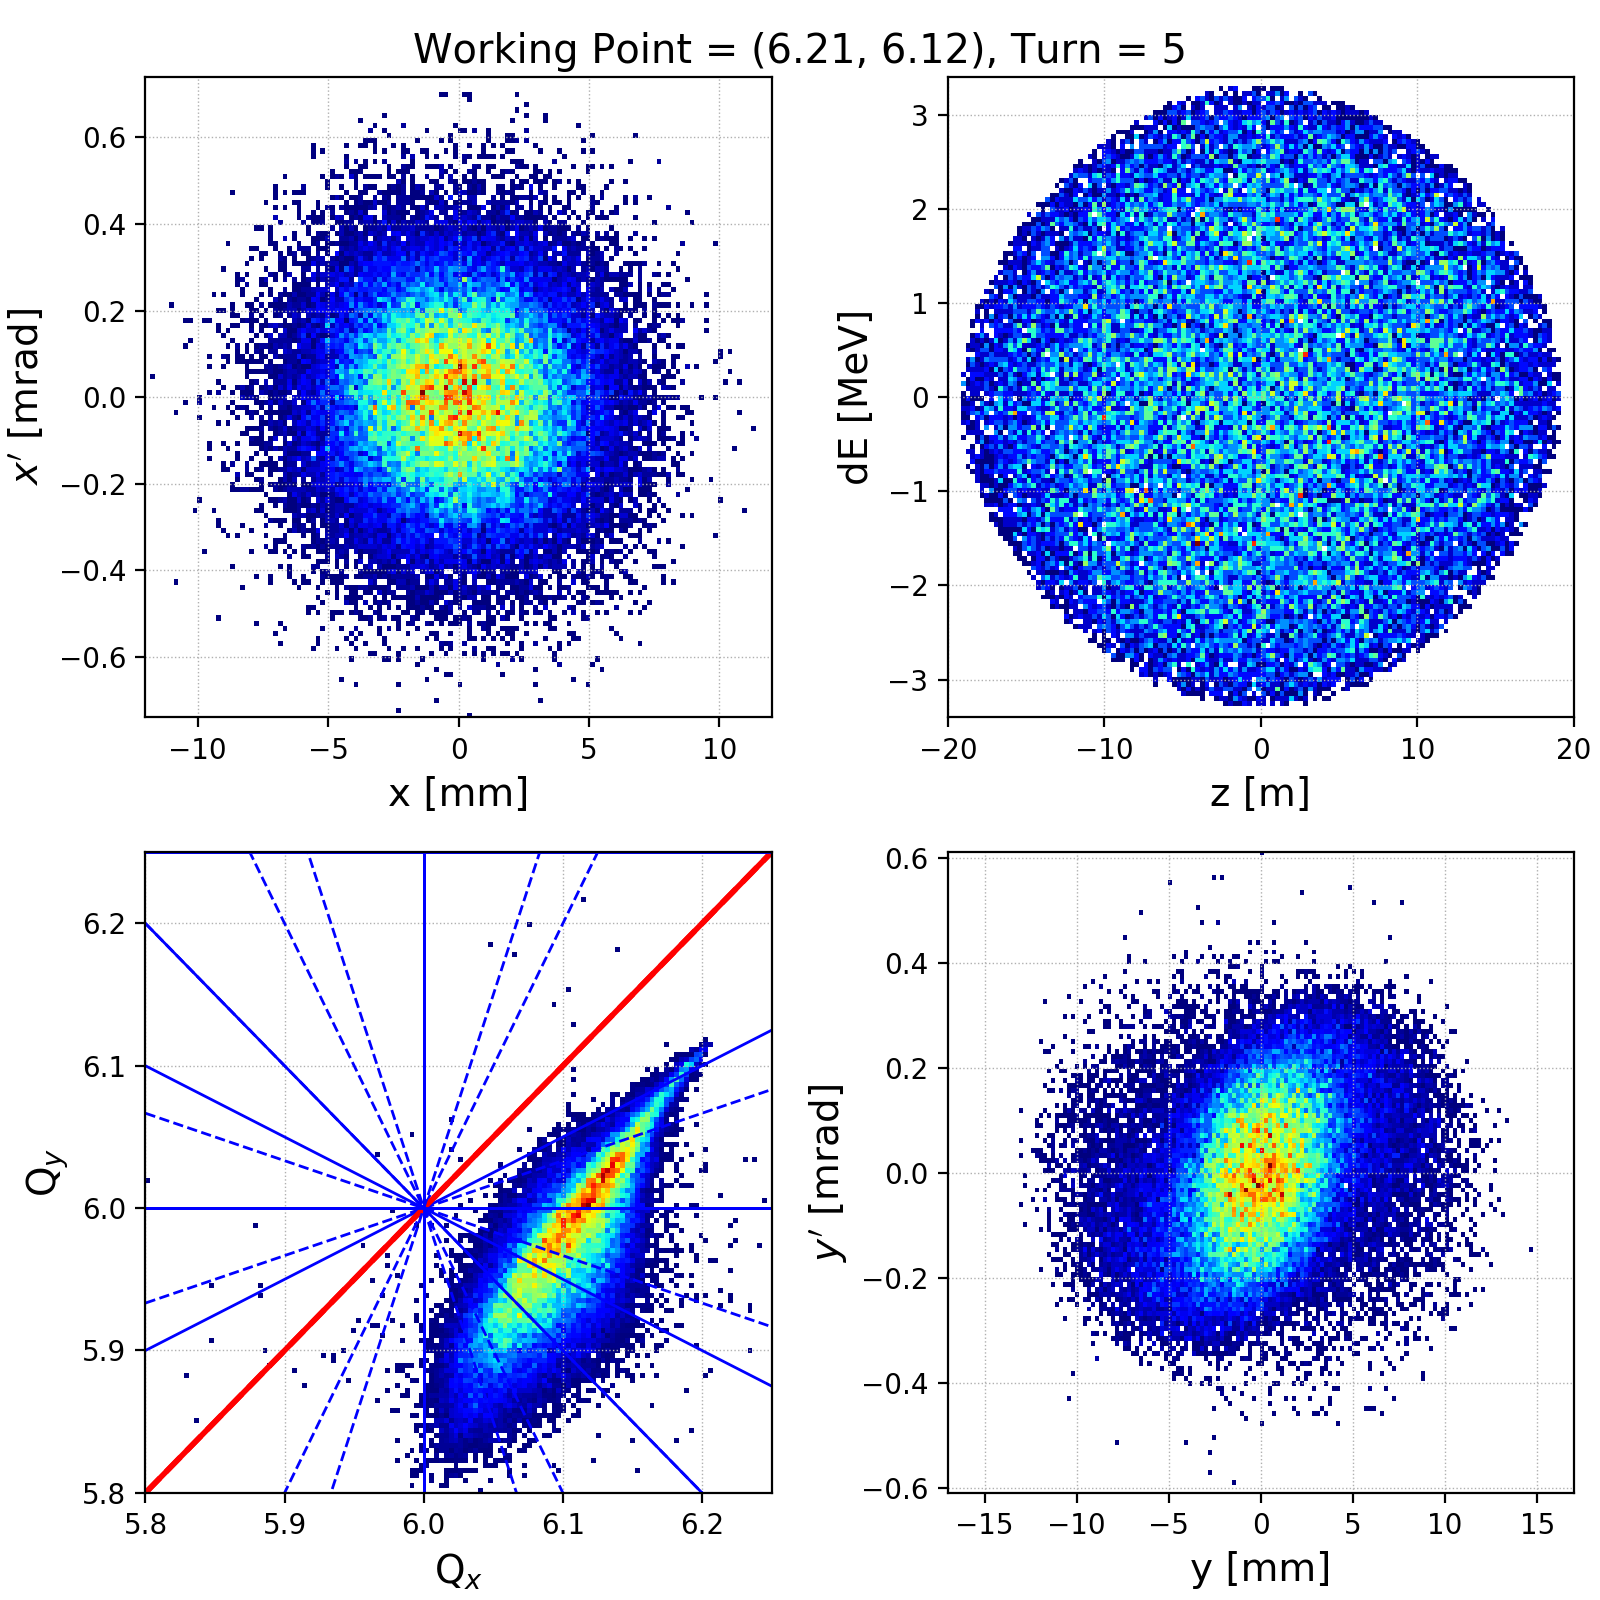 Working Point = (6.21, 6.12), Turn = 5
0.6
0.4
0.2
0.0
−0.2
−0.4
−0.6
x′ [mrad]
−10 −5 0 5 10
x [mm]
3
2
1
0
−1
−2
−3
dE [MeV]
−20 −10 0 10 20
z [m]
6.2
6.1
6.0
5.9
5.8
Qy
5.8 5.9 6.0 6.1 6.2
Qx
0.6
0.4
0.2
0.0
−0.2
−0.4
−0.6
y′ [mrad]
−15 −10 −5 0 5 10 15
y [mm]